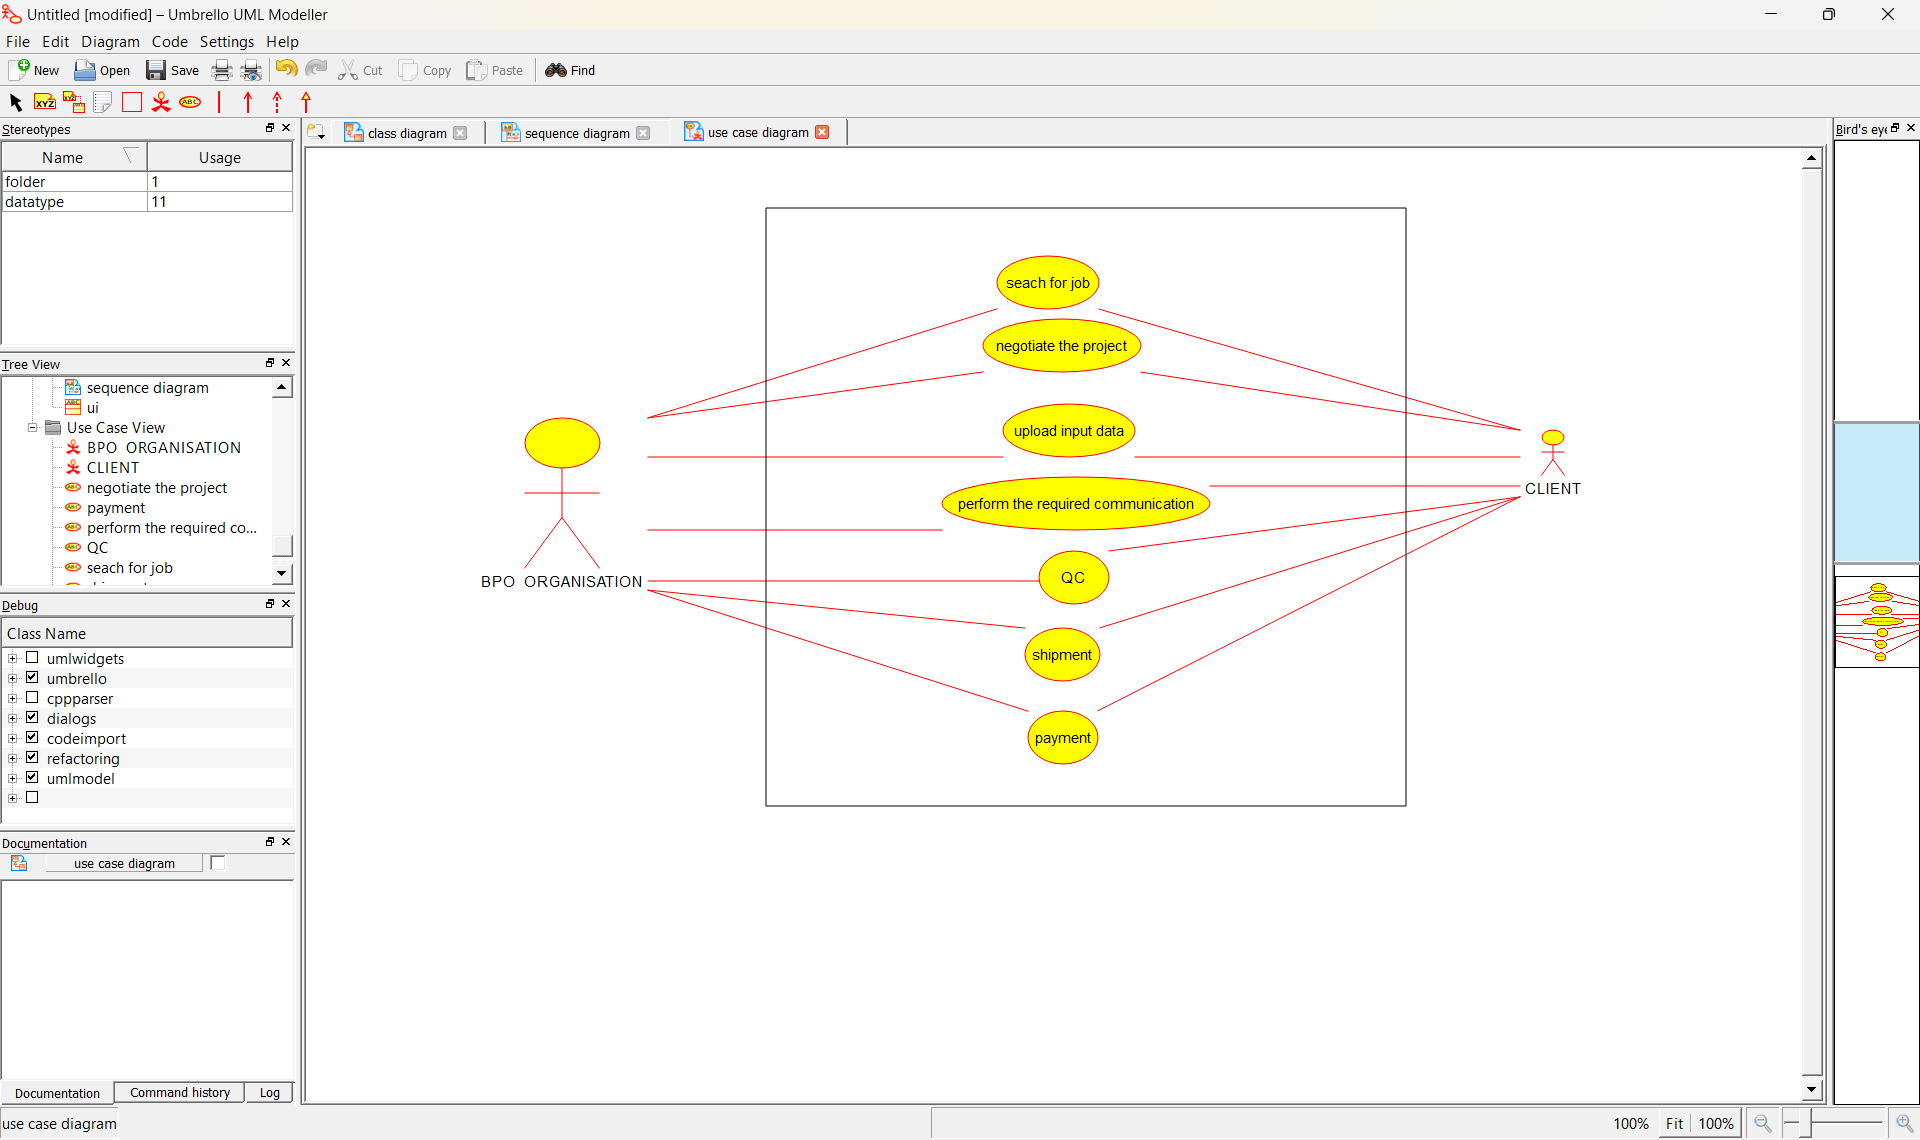 Untitled [modified] – Umbrello UML Modeller
File Edit Diagram Code Settings Help
New Open Save Cut Copy Paste Find
XYZ XYZ ABC
Stereotypes
Name Usage
folder 1
datatype 11
Tree View
sequence diagram
ui
Use Case View
BPO ORGANISATION
CLIENT
negotiate the project
payment
perform the required co...
QC
seach for job
Debug
Class Name
umlwidgets
umbrello
cppparser
dialogs
codeimport
refactoring
umlmodel
Documentation
use case diagram
Documentation Command history Log
use case diagram
class diagram sequence diagram use case diagram
seach for job
negotiate the project
upload input data
perform the required communication
QC
shipment
payment
BPO ORGANISATION
CLIENT
Bird's eye
100% Fit 100%